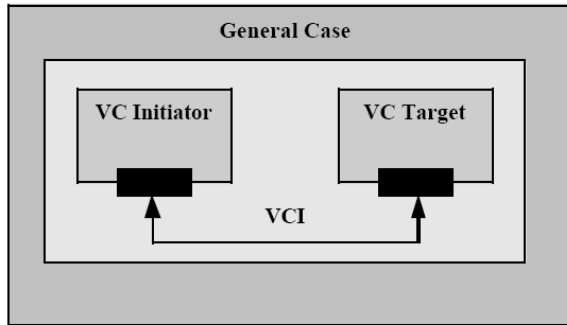 General Case
VC Initiator
VC Target
VCI